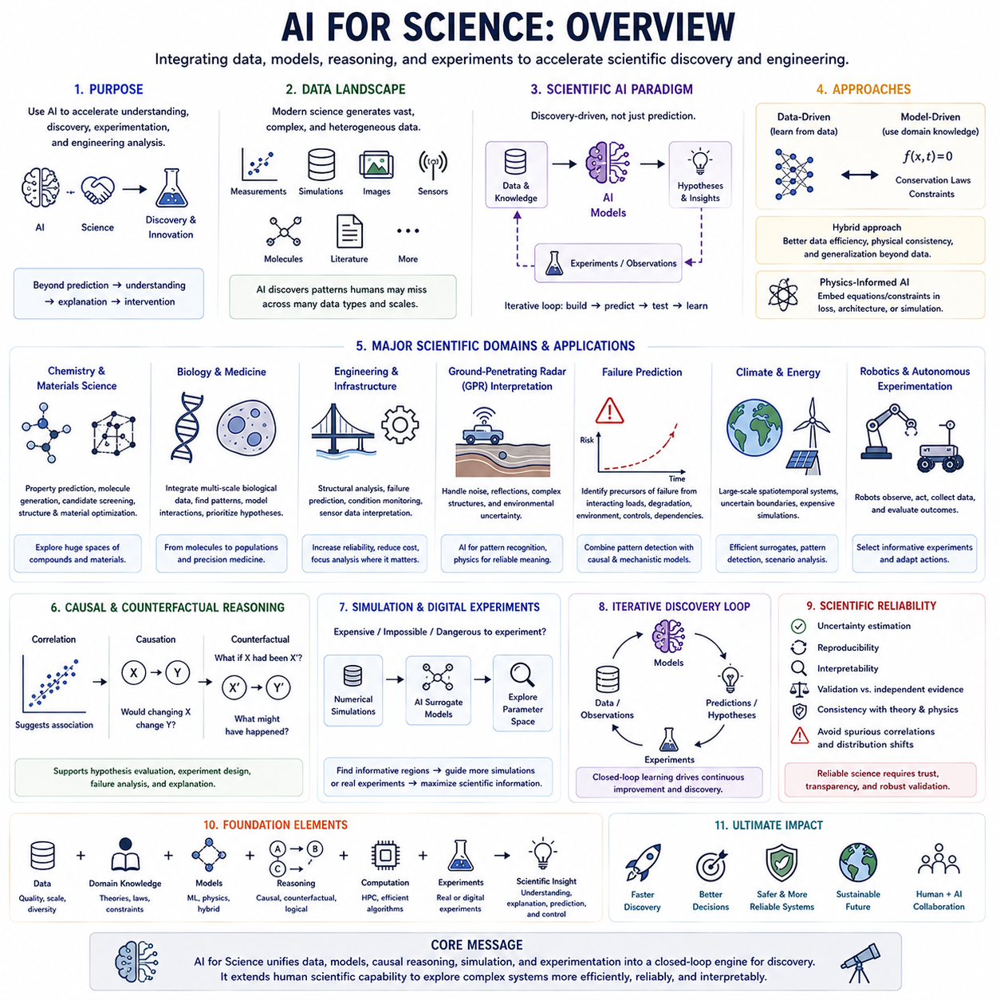 AI FOR SCIENCE: OVERVIEW
Integrating data, models, reasoning, and experiments to accelerate scientific discovery and engineering.
1. PURPOSE
Use AI to accelerate understanding,
discovery, experimentation,
and engineering analysis.
AI
Science
Discovery &
Innovation
Beyond prediction → understanding
→ explanation → intervention
2. DATA LANDSCAPE
Modern science generates vast,
complex, and heterogeneous data.
Measurements
Simulations
Images
Sensors
Molecules
Literature
More
AI discovers patterns humans may miss
across many data types and scales.
3. SCIENTIFIC AI PARADIGM
Discovery-driven, not just prediction.
Data &
Knowledge
AI
Models
Hypotheses
& Insights
Experiments / Observations
Iterative loop: build → predict → test → learn
4. APPROACHES
Data-Driven
(learn from data)
Model-Driven
(use domain knowledge)
f(x,t)=0
Conservation Laws
Constraints
Hybrid approach
Better data efficiency, physical consistency,
and generalization beyond data.
Physics-Informed AI
Embed equations/constraints in
loss, architecture, or simulation.
5. MAJOR SCIENTIFIC DOMAINS & APPLICATIONS
Chemistry &
Materials Science
Property prediction, molecule
generation, candidate screening,
structure & material optimization.
Explore huge spaces of
compounds and materials.
Biology & Medicine
Integrate multi-scale biological
data, find patterns, model
interactions, prioritize hypotheses.
From molecules to populations
and precision medicine.
Engineering &
Infrastructure
Structural analysis, failure
prediction, condition monitoring,
sensor data interpretation.
Increase reliability, reduce cost,
focus analysis where it matters.
Ground-Penetrating Radar
(GPR) Interpretation
Handle noise, reflections, complex
structures, and environmental
uncertainty.
AI for pattern recognition,
physics for reliable meaning.
Failure Prediction
Risk
Time
Identify precursors of failure from
interacting loads, degradation,
environment, controls, dependencies.
Combine pattern detection with
causal & mechanistic models.
Climate & Energy
Large-scale spatiotemporal systems,
uncertain boundaries, expensive
simulations.
Efficient surrogates, pattern
detection, scenario analysis.
Robotics & Autonomous
Experimentation
Robots observe, act, collect data,
and evaluate outcomes.
Select informative experiments
and adapt actions.
6. CAUSAL & COUNTERFACTUAL REASONING
Correlation
Suggests association
Causation
X → Y
Would changing X
change Y?
Counterfactual
What if X had been X'?
X' → Y'
What might
have happened?
Supports hypothesis evaluation, experiment design,
failure analysis, and explanation.
7. SIMULATION & DIGITAL EXPERIMENTS
Expensive / Impossible / Dangerous to experiment?
Numerical
Simulations
AI Surrogate
Models
Explore
Parameter
Space
Find informative regions → guide more simulations
or real experiments → maximize scientific information.
8. ITERATIVE DISCOVERY LOOP
Models
Data /
Observations
Predictions /
Hypotheses
Experiments
Closed-loop learning drives continuous
improvement and discovery.
9. SCIENTIFIC RELIABILITY
Uncertainty estimation
Reproducibility
Interpretability
Validation vs. independent evidence
Consistency with theory & physics
Avoid spurious correlations
and distribution shifts
Reliable science requires trust,
transparency, and robust validation.
10. FOUNDATION ELEMENTS
Data
Quality, scale,
diversity
+
Domain Knowledge
Theories, laws,
constraints
+
Models
ML, physics,
hybrid
+
A → B
C
Reasoning
Causal, counterfactual,
logical
+
Computation
HPC, efficient
algorithms
+
Experiments
Real or digital
experiments
→
Scientific Insight
Understanding,
explanation, prediction,
and control
11. ULTIMATE IMPACT
Faster
Discovery
Better
Decisions
Safer & More
Reliable Systems
Sustainable
Future
Human + AI
Collaboration
CORE MESSAGE
AI for Science unifies data, models, causal reasoning, simulation, and experimentation into a closed-loop engine for discovery.
It extends human scientific capability to explore complex systems more efficiently, reliably, and interpretably.